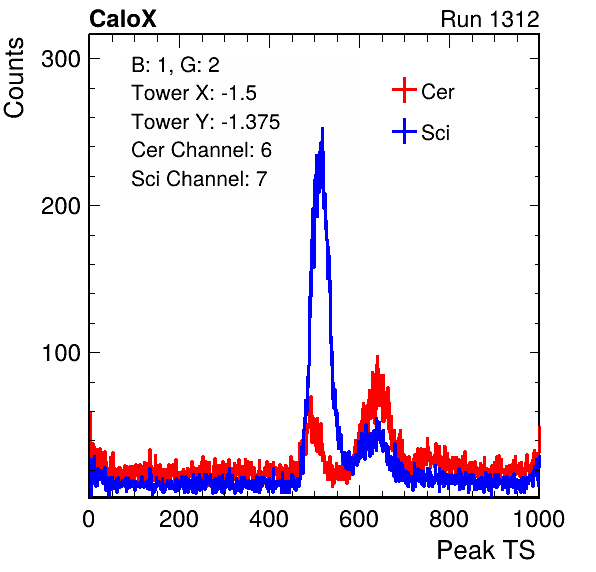 CaloX Run 1312
Counts
B: 1, G: 2
Tower X: -1.5
Tower Y: -1.375
Cer Channel: 6
Sci Channel: 7
Cer
Sci
300
200
100
0 200 400 600 800 1000
Peak TS